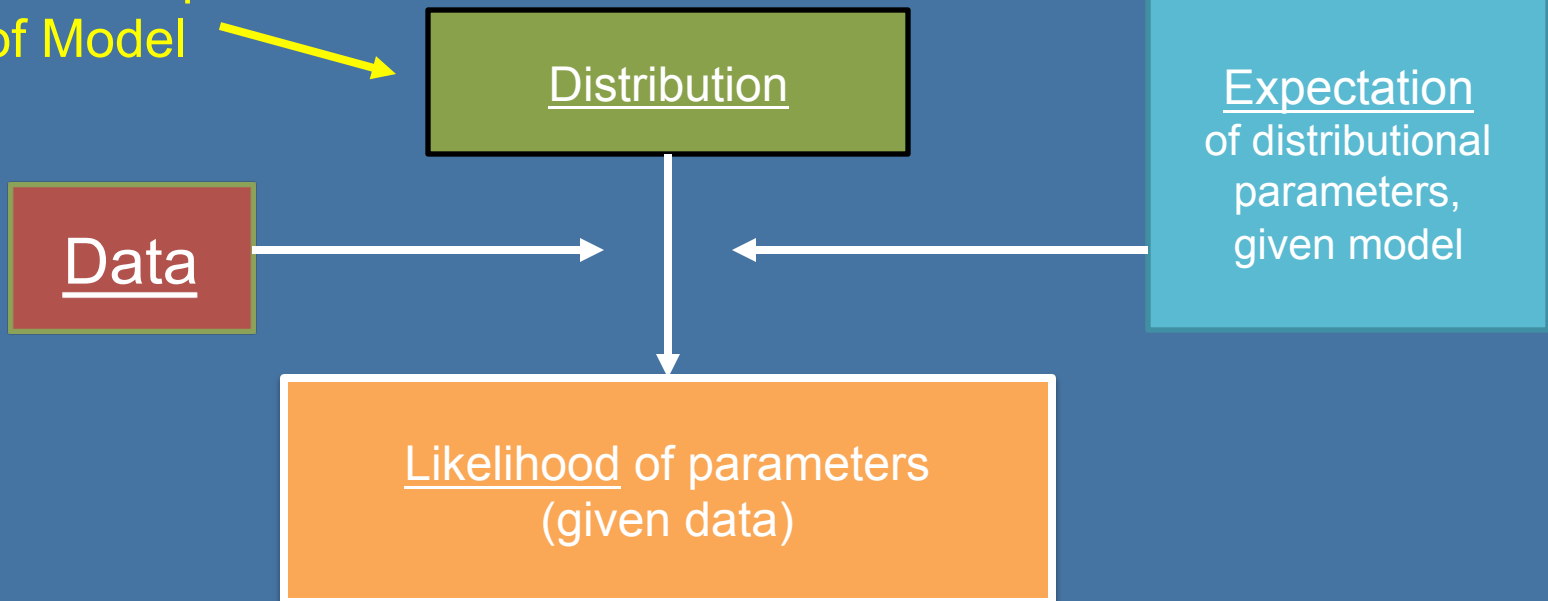 of Model
Distribution
Expectation
of distributional
parameters,
given model
Data
Likelihood of parameters
(given data)